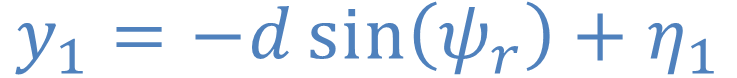 y₁ = −d sin(ψᵣ) + η₁